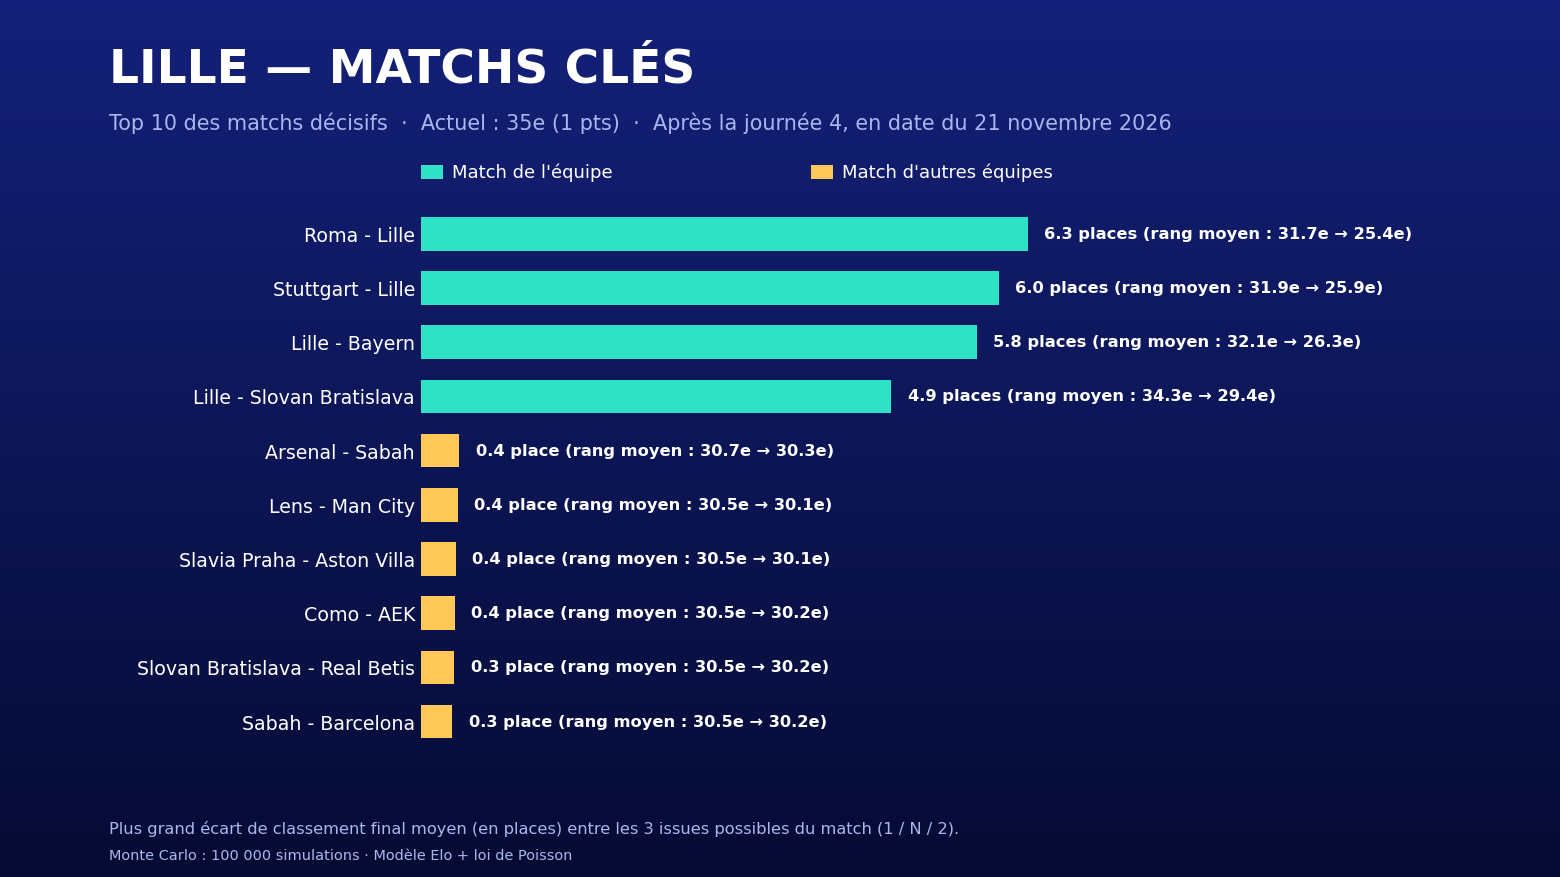 LILLE — MATCHS CLÉS
Top 10 des matchs décisifs · Actuel : 35e (1 pts) · Après la journée 4, en date du 21 novembre 2026
Match de l'équipe
Match d'autres équipes
Roma - Lille 6.3 places (rang moyen : 31.7e → 25.4e)
Stuttgart - Lille 6.0 places (rang moyen : 31.9e → 25.9e)
Lille - Bayern 5.8 places (rang moyen : 32.1e → 26.3e)
Lille - Slovan Bratislava 4.9 places (rang moyen : 34.3e → 29.4e)
Arsenal - Sabah 0.4 place (rang moyen : 30.7e → 30.3e)
Lens - Man City 0.4 place (rang moyen : 30.5e → 30.1e)
Slavia Praha - Aston Villa 0.4 place (rang moyen : 30.5e → 30.1e)
Como - AEK 0.4 place (rang moyen : 30.5e → 30.2e)
Slovan Bratislava - Real Betis 0.3 place (rang moyen : 30.5e → 30.2e)
Sabah - Barcelona 0.3 place (rang moyen : 30.5e → 30.2e)
Plus grand écart de classement final moyen (en places) entre les 3 issues possibles du match (1 / N / 2).
Monte Carlo : 100 000 simulations · Modèle Elo + loi de Poisson